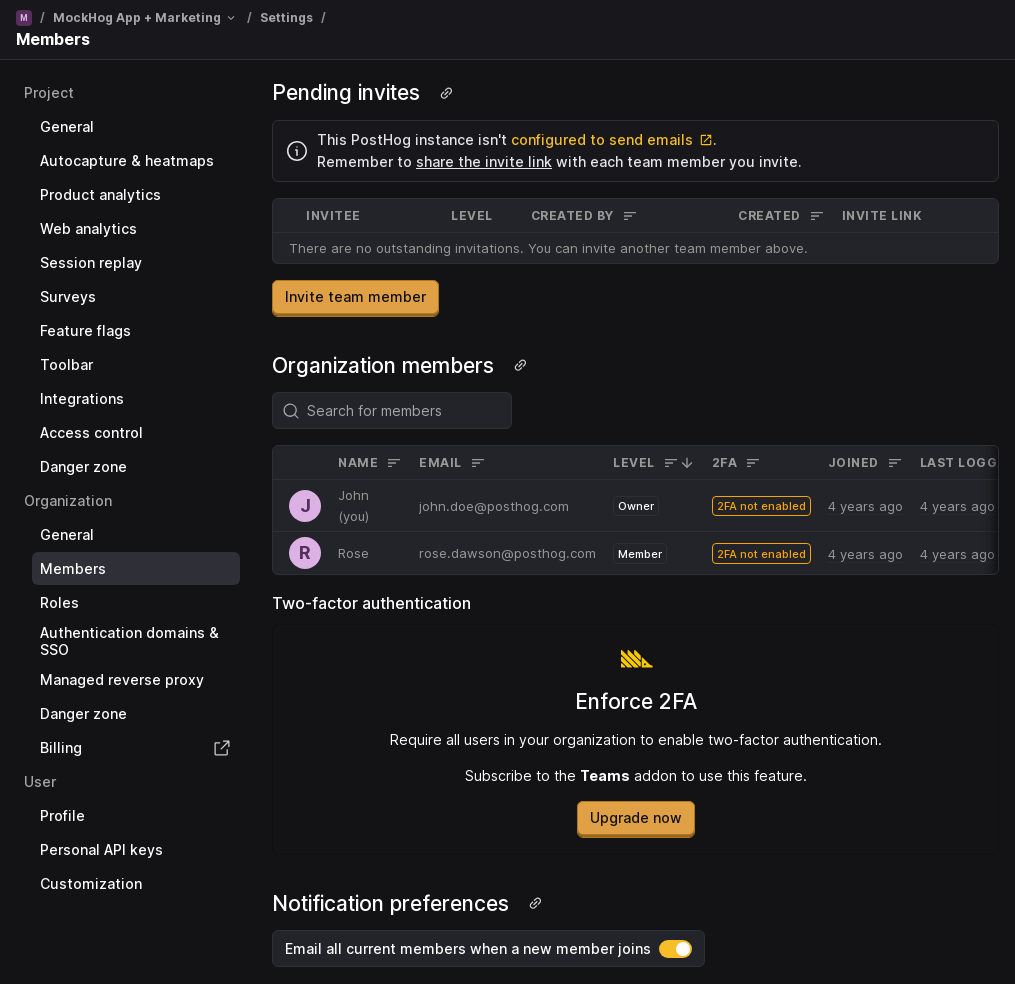 M / MockHog App + Marketing / Settings /
Members
Project
General
Autocapture & heatmaps
Product analytics
Web analytics
Session replay
Surveys
Feature flags
Toolbar
Integrations
Access control
Danger zone
Organization
General
Members
Roles
Authentication domains &
SSO
Managed reverse proxy
Danger zone
Billing
User
Profile
Personal API keys
Customization
Pending invites
This PostHog instance isn't configured to send emails.
Remember to share the invite link with each team member you invite.
INVITEE LEVEL CREATED BY CREATED INVITE LINK
There are no outstanding invitations. You can invite another team member above.
Invite team member
Organization members
Search for members
NAME EMAIL LEVEL 2FA JOINED LAST LOGG
J John (you) john.doe@posthog.com Owner 2FA not enabled 4 years ago 4 years ago
R Rose rose.dawson@posthog.com Member 2FA not enabled 4 years ago 4 years ago
Two-factor authentication
Enforce 2FA
Require all users in your organization to enable two-factor authentication.
Subscribe to the Teams addon to use this feature.
Upgrade now
Notification preferences
Email all current members when a new member joins